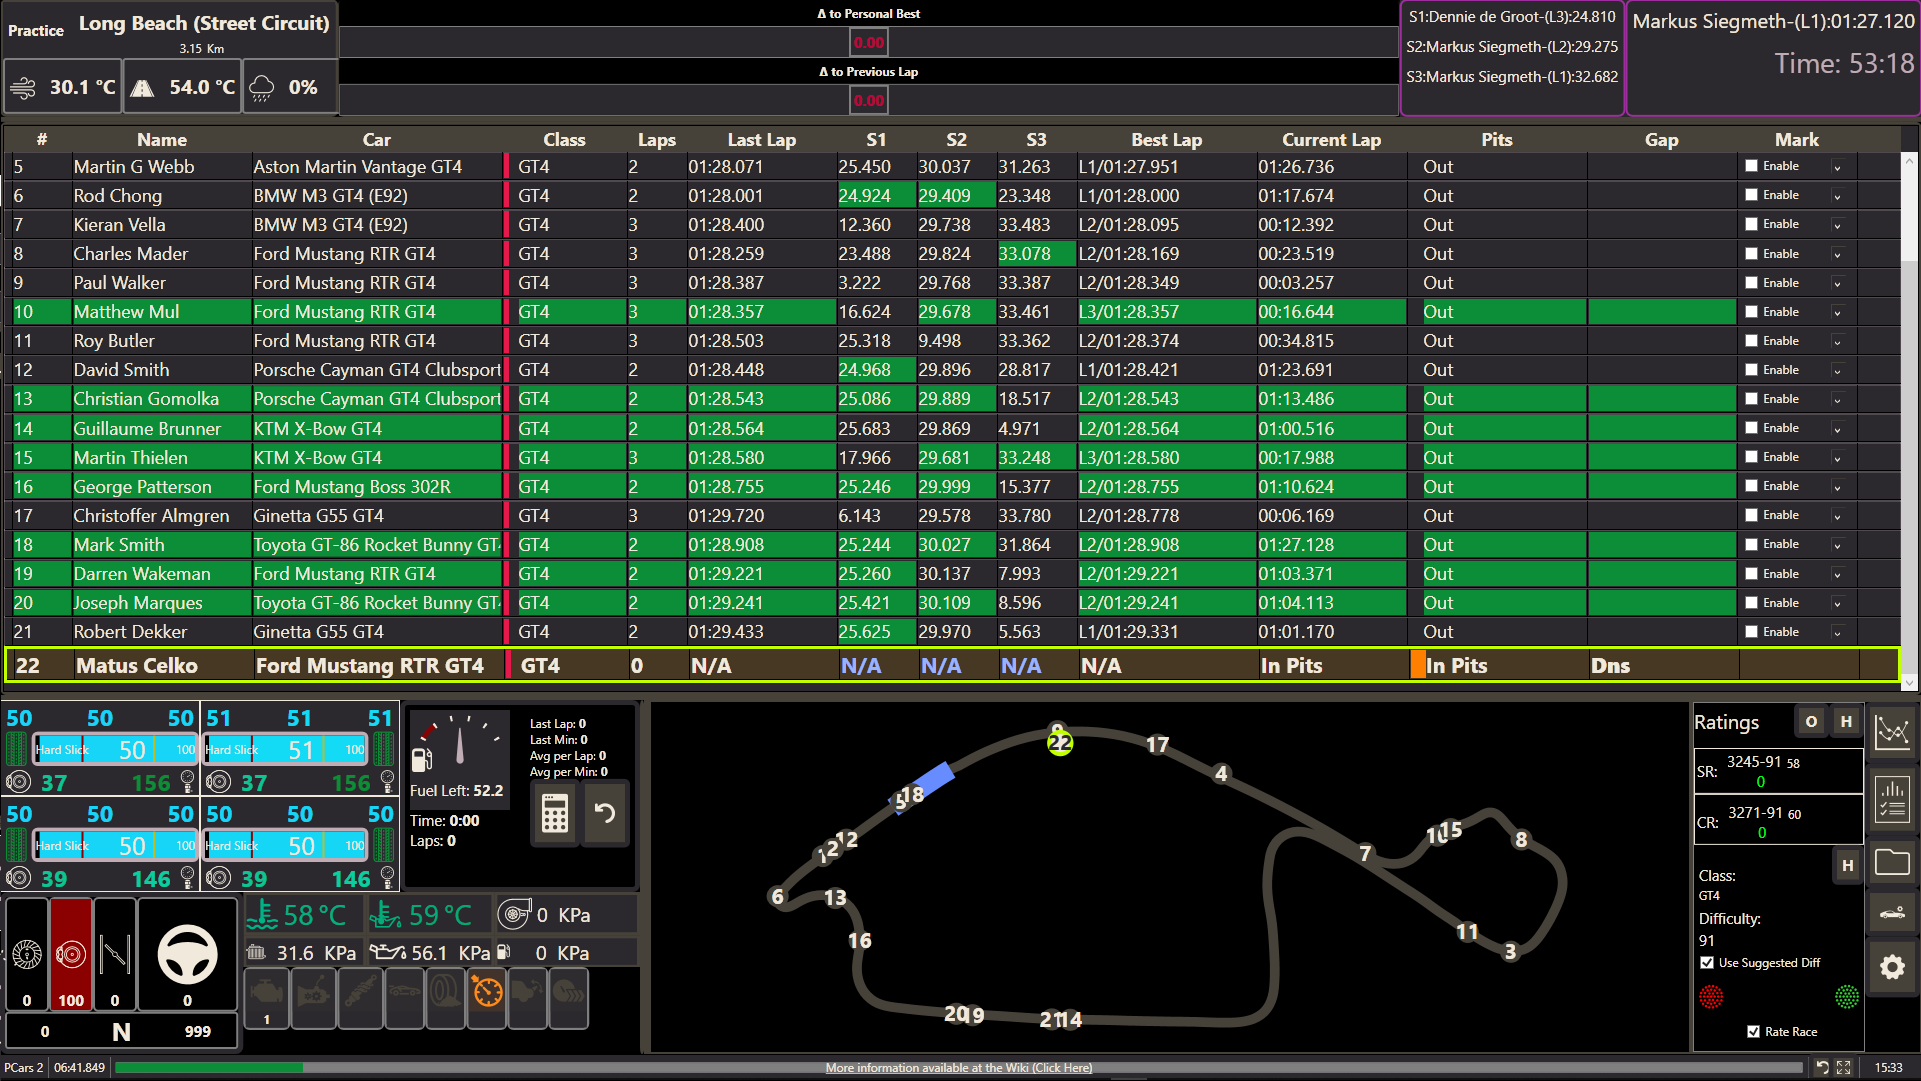 Practice Long Beach (Street Circuit)
3.15 Km
30.1 °C 54.0 °C 0%
Δ to Personal Best
0.00
Δ to Previous Lap
0.00
S1:Dennie de Groot-(L3):24.810
S2:Markus Siegmeth-(L2):29.275
S3:Markus Siegmeth-(L1):32.682
Markus Siegmeth-(L1):01:27.120
Time: 53:18
# Name Car Class Laps Last Lap S1 S2 S3 Best Lap Current Lap Pits Gap Mark
5 Martin G Webb Aston Martin Vantage GT4 GT4 2 01:28.071 25.450 30.037 31.263 L1/01:27.951 01:26.736 Out Enable
6 Rod Chong BMW M3 GT4 (E92) GT4 2 01:28.001 24.924 29.409 23.348 L1/01:28.000 01:17.674 Out Enable
7 Kieran Vella BMW M3 GT4 (E92) GT4 3 01:28.400 12.360 29.738 33.483 L2/01:28.095 00:12.392 Out Enable
8 Charles Mader Ford Mustang RTR GT4 GT4 3 01:28.259 23.488 29.824 33.078 L2/01:28.169 00:23.519 Out Enable
9 Paul Walker Ford Mustang RTR GT4 GT4 3 01:28.387 3.222 29.768 33.387 L2/01:28.349 00:03.257 Out Enable
10 Matthew Mul Ford Mustang RTR GT4 GT4 3 01:28.357 16.624 29.678 33.461 L3/01:28.357 00:16.644 Out Enable
11 Roy Butler Ford Mustang RTR GT4 GT4 3 01:28.503 25.318 9.498 33.362 L2/01:28.374 00:34.815 Out Enable
12 David Smith Porsche Cayman GT4 Clubsport GT4 2 01:28.448 24.968 29.896 28.817 L1/01:28.421 01:23.691 Out Enable
13 Christian Gomolka Porsche Cayman GT4 Clubsport GT4 2 01:28.543 25.086 29.889 18.517 L2/01:28.543 01:13.486 Out Enable
14 Guillaume Brunner KTM X-Bow GT4 GT4 2 01:28.564 25.683 29.869 4.971 L2/01:28.564 01:00.516 Out Enable
15 Martin Thielen KTM X-Bow GT4 GT4 3 01:28.580 17.966 29.681 33.248 L3/01:28.580 00:17.988 Out Enable
16 George Patterson Ford Mustang Boss 302R GT4 2 01:28.755 25.246 29.999 15.377 L2/01:28.755 01:10.624 Out Enable
17 Christoffer Almgren Ginetta G55 GT4 GT4 3 01:29.720 6.143 29.578 33.780 L2/01:28.778 00:06.169 Out Enable
18 Mark Smith Toyota GT-86 Rocket Bunny GT4 GT4 2 01:28.908 25.244 30.027 31.864 L2/01:28.908 01:27.128 Out Enable
19 Darren Wakeman Ford Mustang RTR GT4 GT4 2 01:29.221 25.260 30.137 7.993 L2/01:29.221 01:03.371 Out Enable
20 Joseph Marques Toyota GT-86 Rocket Bunny GT4 GT4 2 01:29.241 25.421 30.109 8.596 L2/01:29.241 01:04.113 Out Enable
21 Robert Dekker Ginetta G55 GT4 GT4 2 01:29.433 25.625 29.970 5.563 L1/01:29.331 01:01.170 Out Enable
22 Matus Celko Ford Mustang RTR GT4 GT4 0 N/A N/A N/A N/A N/A In Pits In Pits Dns
50 50 50 51 51 51
Hard Slick 50 100 Hard Slick 51 100
37 156 37 156
50 50 50 50 50 50
Hard Slick 50 100 Hard Slick 50 100
39 146 39 146
Last Lap: 0
Last Min: 0
Avg per Lap: 0
Avg per Min: 0
Fuel Left: 52.2
Time: 0:00
Laps: 0
0 100 0 0
0 N 999
58 °C 59 °C 0 KPa
31.6 KPa 56.1 KPa 0 KPa
1
22 17
4
5 18
12 2
7 15 8
6 13
16 11 3
20 19 21 14
Ratings O H
SR: 3245-91 58
0
CR: 3271-91 60
0
H
Class:
GT4
Difficulty:
91
Use Suggested Diff
Rate Race
PCars 2 06:41.849 More information available at the Wiki (Click Here) 15:33